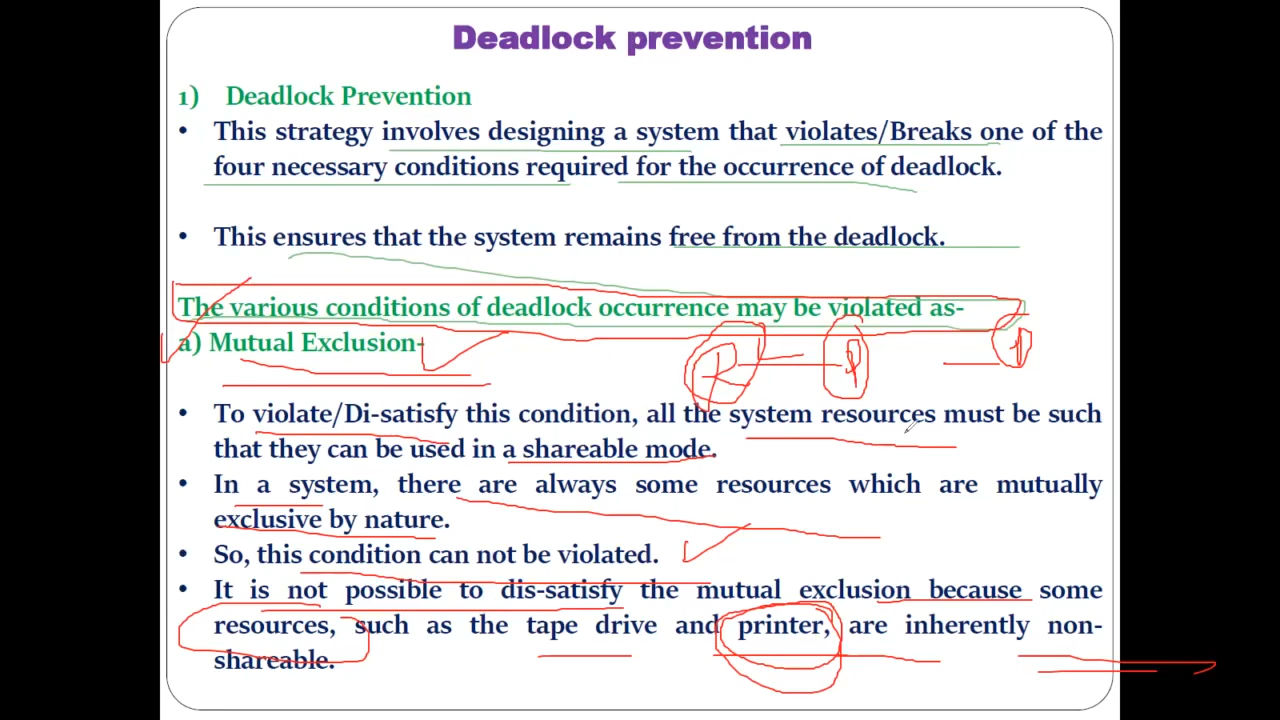 Deadlock prevention
1) Deadlock Prevention
• This strategy involves designing a system that violates/Breaks one of the
four necessary conditions required for the occurrence of deadlock.
• This ensures that the system remains free from the deadlock.
The various conditions of deadlock occurrence may be violated as-
a) Mutual Exclusion-
R P
• To violate/Di-satisfy this condition, all the system resources must be such
that they can be used in a shareable mode.
• In a system, there are always some resources which are mutually
exclusive by nature.
• So, this condition can not be violated.
• It is not possible to dis-satisfy the mutual exclusion because some
resources, such as the tape drive and printer, are inherently non-
shareable.